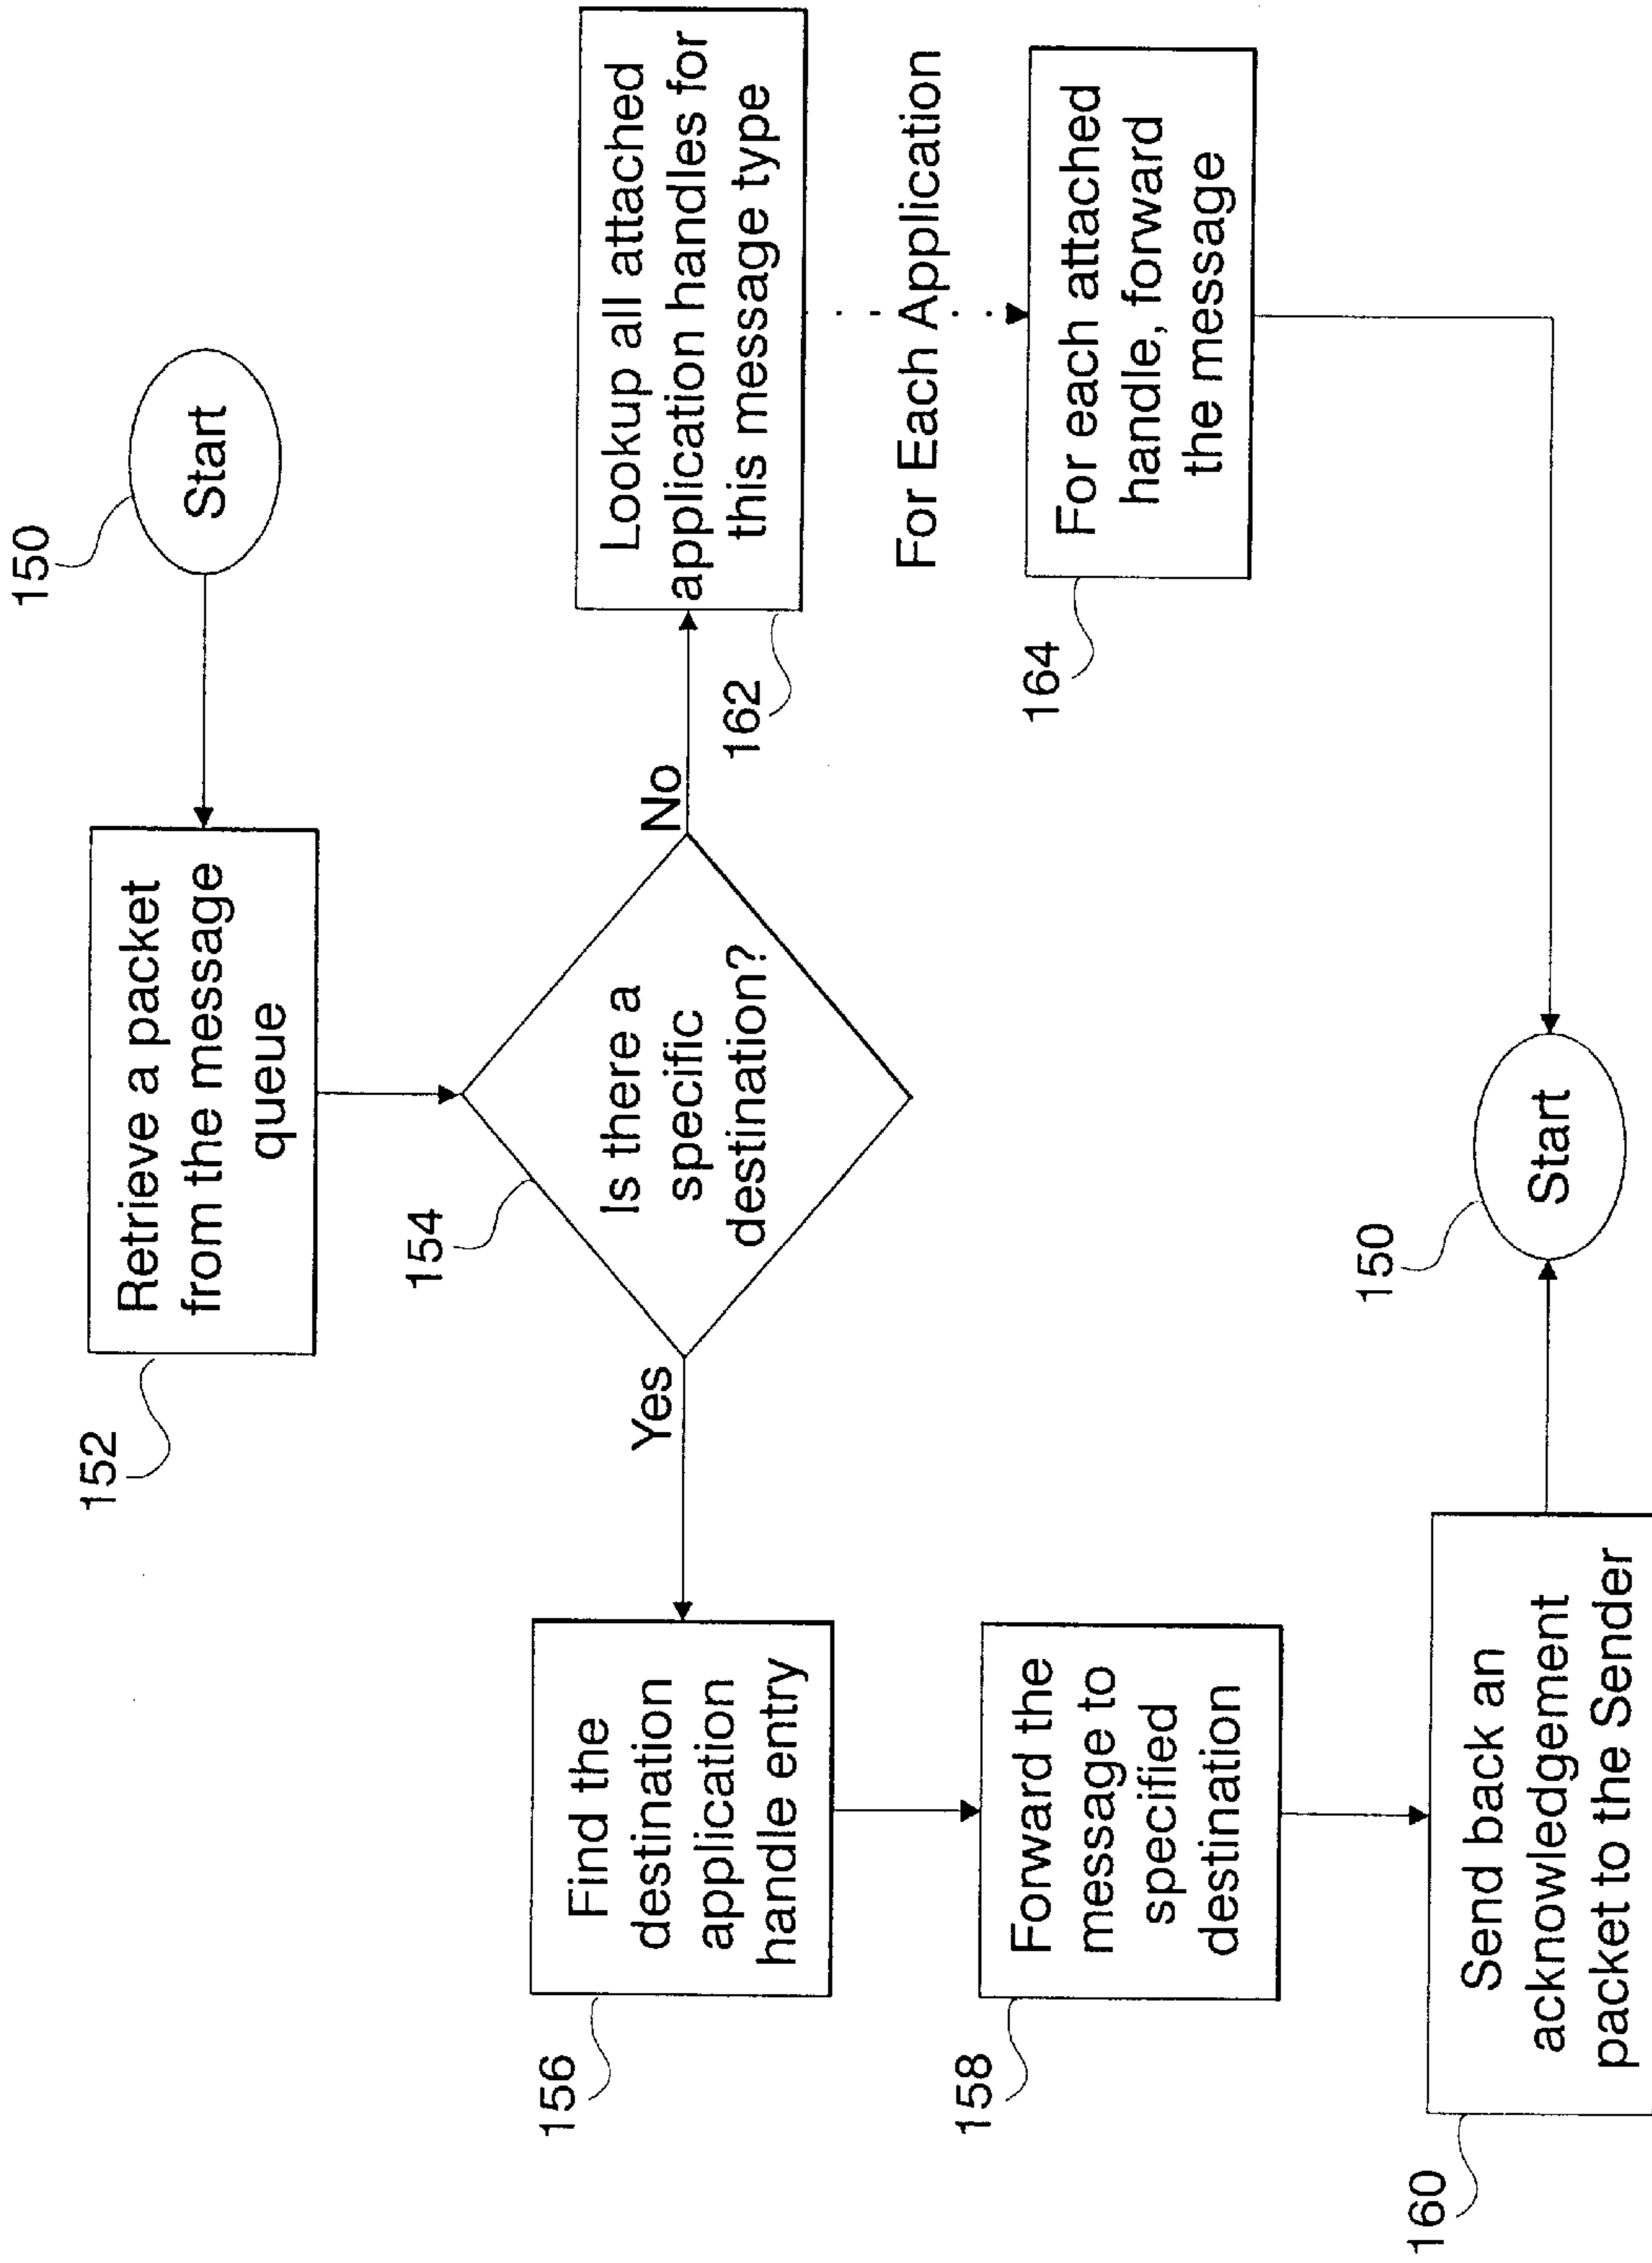 150
Start
152
Retrieve a packet
from the message
queue
154
Is there a
specific
destination?
Yes
No
156
Find the
destination
application
handle entry
158
Forward the
message to
specified
destination
160
Send back an
acknowledgement
packet to the Sender
162
Lookup all attached
application handles for
this message type
For Each Application
164
For each attached
handle, forward
the message
150
Start